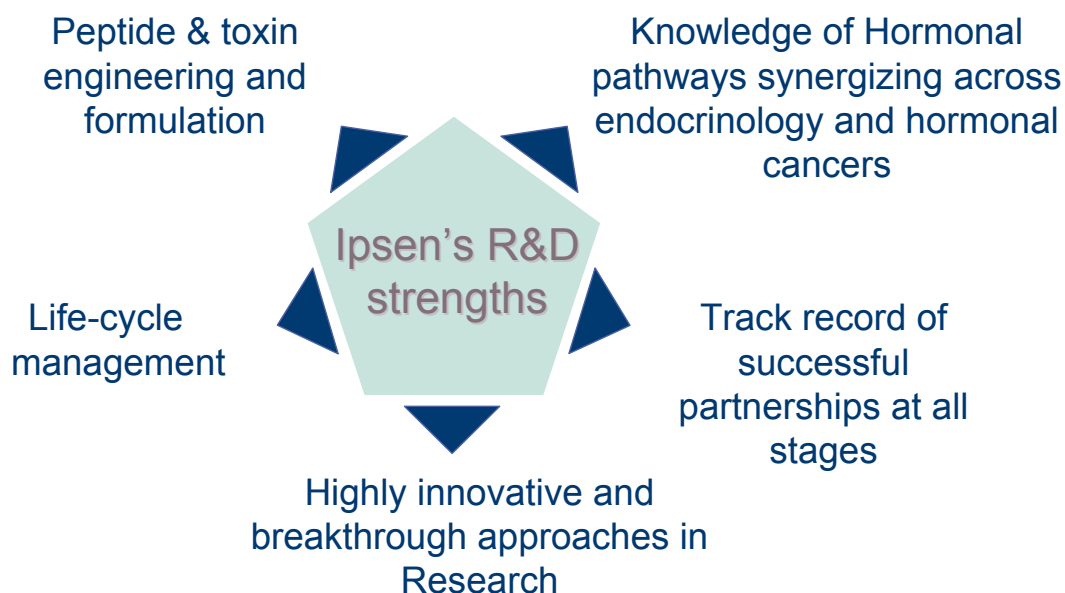 Peptide & toxin
engineering and
formulation
Knowledge of Hormonal
pathways synergizing across
endocrinology and hormonal
cancers
Ipsen’s R&D
strengths
Life-cycle
management
Track record of
successful
partnerships at all
stages
Highly innovative and
breakthrough approaches in
Research